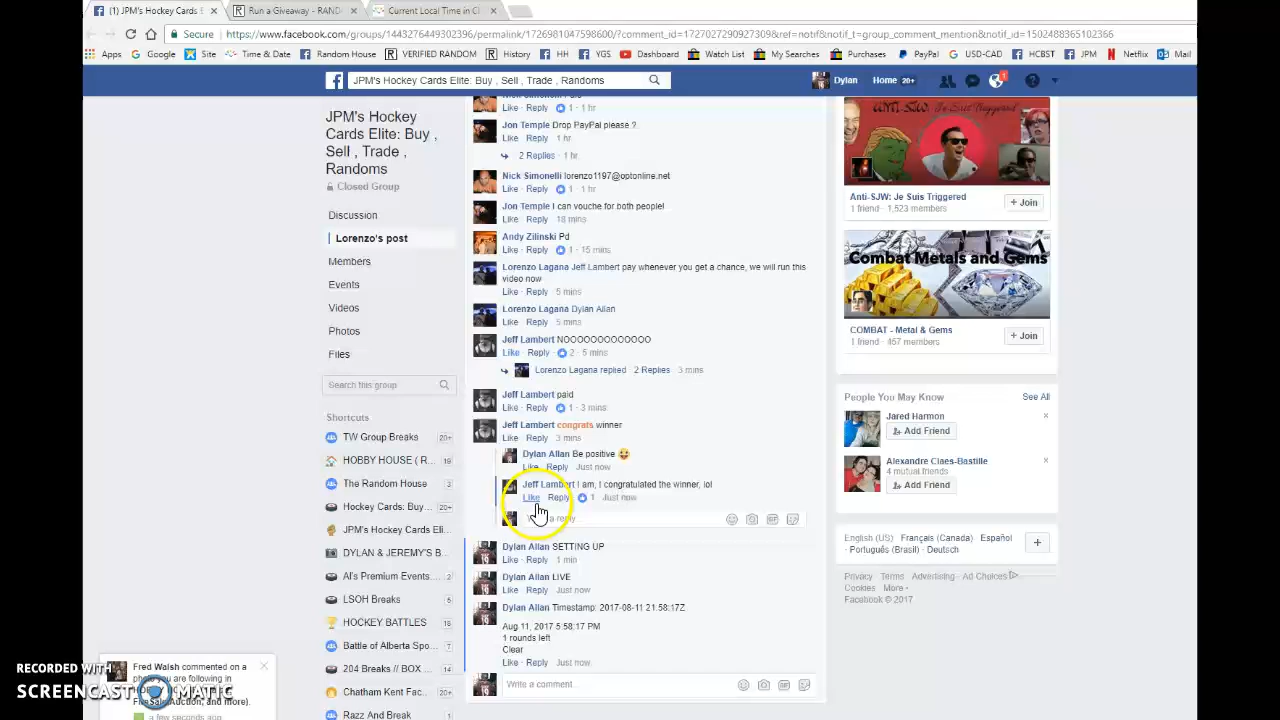 (1) JPM's Hockey Cards E
Run a Giveaway - RAND
Current Local Time in C
Secure
https://www.facebook.com/groups/1443276449302396/permalink/1726981047598600/?comment_id=1727027290927309&ref=notif&notif_t=group_comment_mention&notif_id=1502488365102366
Apps Google Site Time & Date Random House VERIFIED RANDOM History HH YGS Dashboard Watch List My Searches Purchases PayPal USD-CAD HCBST JPM Netflix Mail
JPM's Hockey Cards Elite: Buy , Sell , Trade , Randoms
Dylan Home 20+
1
JPM's Hockey
Cards Elite: Buy ,
Sell , Trade ,
Randoms
Closed Group
Discussion
Lorenzo's post
Members
Events
Videos
Photos
Files
Search this group
Shortcuts
TW Group Breaks 20+
HOBBY HOUSE ( R... 19
The Random House 3
Hockey Cards: Buy... 20+
JPM's Hockey Cards Eli...
DYLAN & JEREMY'S B...
Al's Premium Events... 2
LSOH Breaks 6
HOCKEY BATTLES 18
Battle of Alberta Spo... 7
204 Breaks // BOX ... 14
Chatham Kent Fac... 20+
Razz And Break 2
Like · Reply · 1 · 1 hr
Jon Temple Drop PayPal please ?
Like · Reply · 1 hr
2 Replies · 1 hr
Nick Simonelli lorenzo1197@optonline.net
Like · Reply · 1 · 1 hr
Jon Temple I can vouche for both people!
Like · Reply · 18 mins
Andy Zilinski Pd
Like · Reply · 1 · 15 mins
Lorenzo Lagana Jeff Lambert pay whenever you get a chance, we will run this
video now
Like · Reply · 5 mins
Lorenzo Lagana Dylan Allan
Like · Reply · 5 mins
Jeff Lambert NOOOOOOOOOOOOO
Like · Reply · 2 · 5 mins
Lorenzo Lagana replied · 2 Replies · 3 mins
Jeff Lambert paid
Like · Reply · 1 · 3 mins
Jeff Lambert congrats winner
Like · Reply · 3 mins
Dylan Allan Be positive
Like · Reply · Just now
Jeff Lambert I am, I congratulated the winner, lol
Like · Reply · 1 · Just now
reply
Dylan Allan SETTING UP
Like · Reply · 1 min
Dylan Allan LIVE
Like · Reply · Just now
Dylan Allan Timestamp: 2017-08-11 21:58:17Z
Aug 11, 2017 5:58:17 PM
1 rounds left
Clear
Like · Reply · Just now
Write a comment...
Anti-SJW: Je Suis Triggered
1 friend · 1,523 members
+ Join
Combat Metals and Gems
COMBAT - Metal & Gems
1 friend · 457 members
+ Join
People You May Know See All
Jared Harmon
Add Friend
Alexandre Claes-Bastille
4 mutual friends
Add Friend
English (US) · Français (Canada) · Español
· Português (Brasil) · Deutsch
Privacy · Terms · Advertising · Ad Choices
Cookies · More
Facebook © 2017
Fred Walsh commented on a
photo you are following in
a few seconds ago
RECORDED WITH
SCREENCAST MATIC